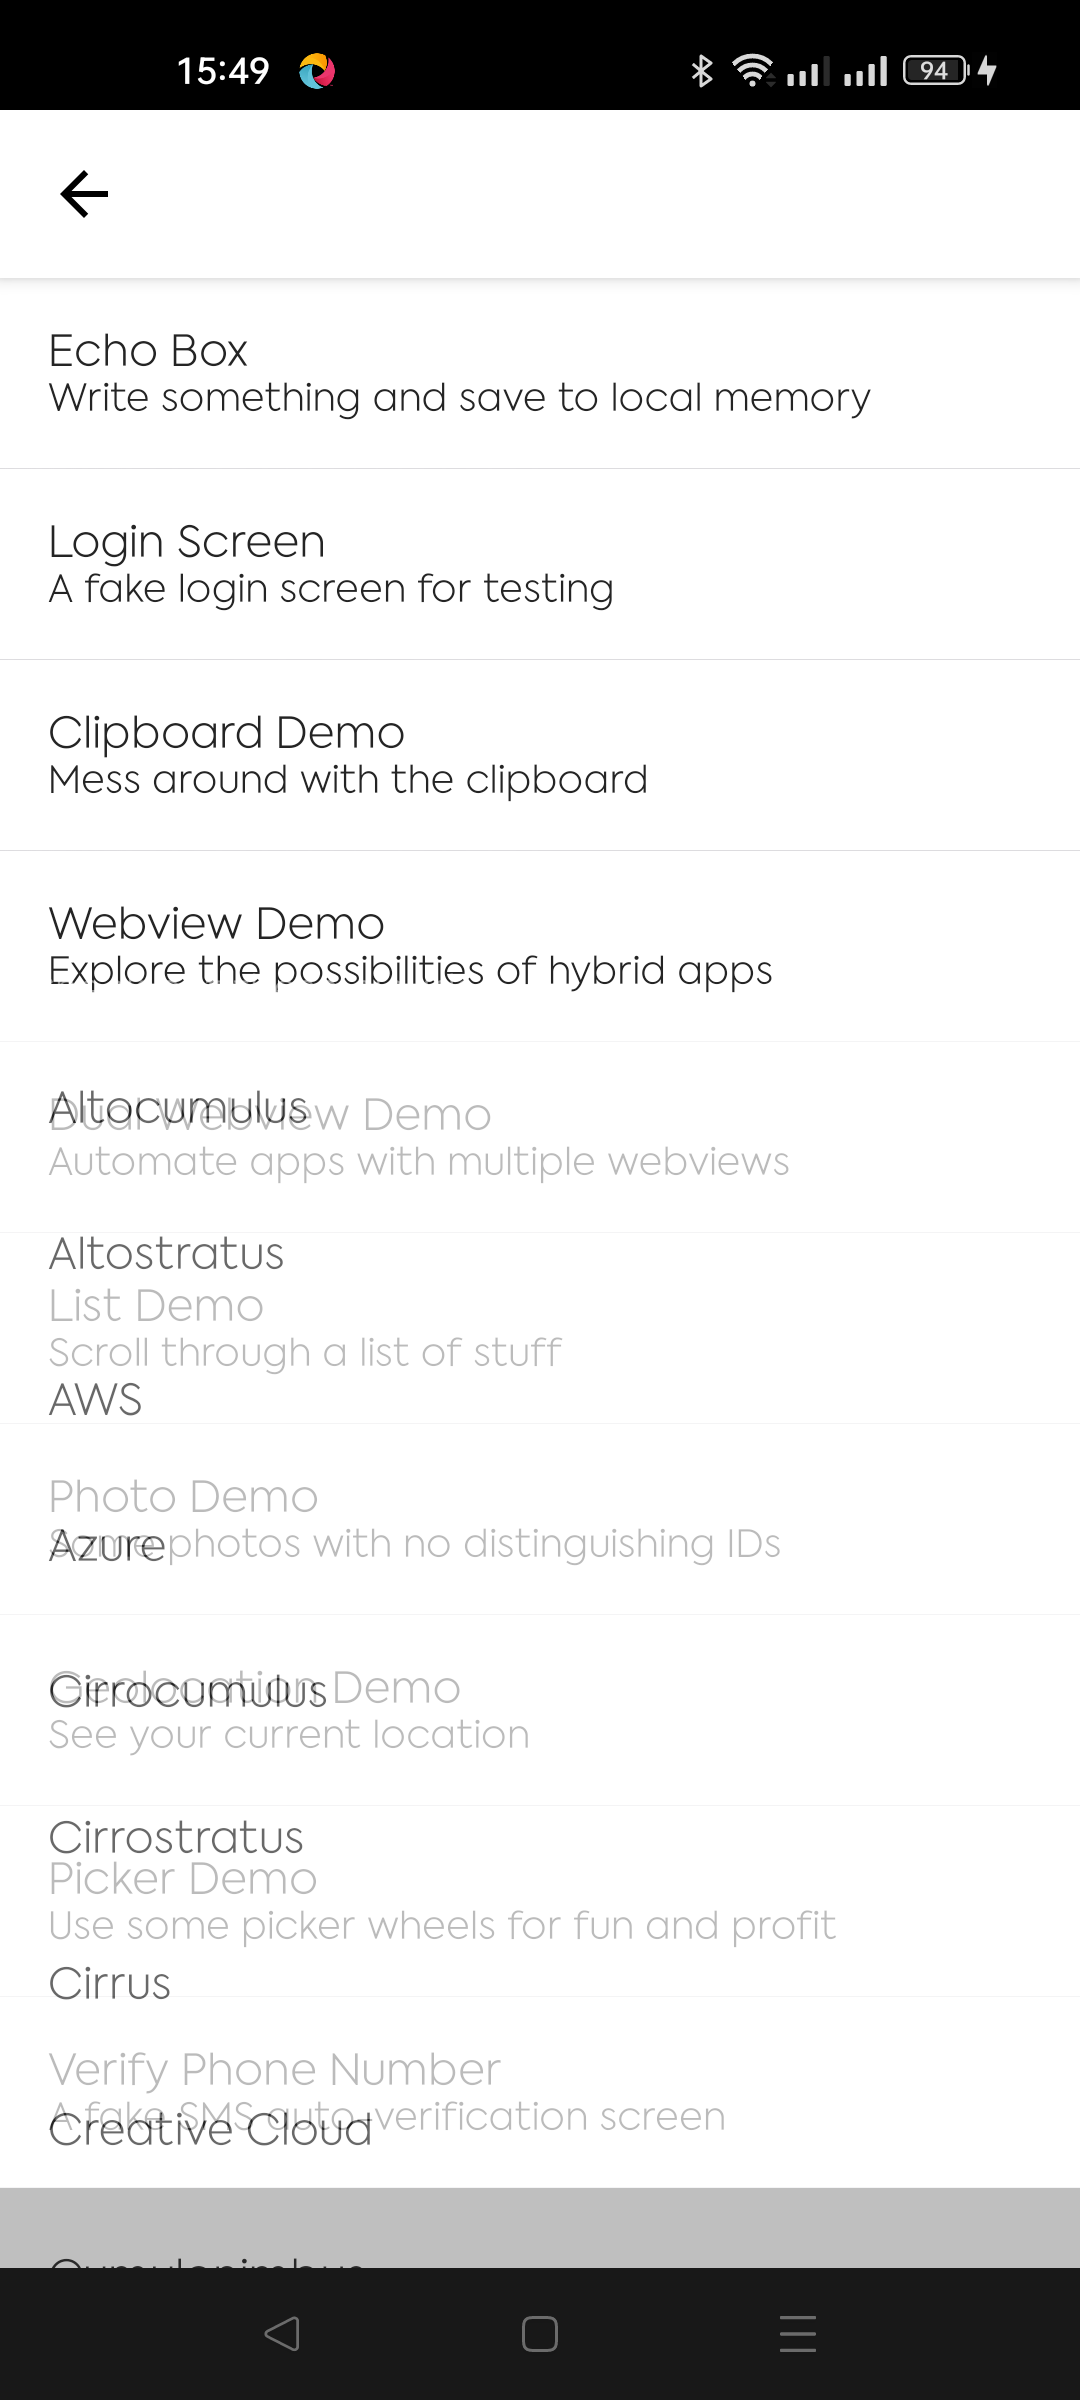 15:49
94
Echo Box
Write something and save to local memory
Login Screen
A fake login screen for testing
Clipboard Demo
Mess around with the clipboard
Webview Demo
Explore the possibilities of hybrid apps
Altocumulus
Dual Webview Demo
Automate apps with multiple webviews
Altostratus
List Demo
Scroll through a list of stuff
AWS
Photo Demo
Azure
Some photos with no distinguishing IDs
Cirrocumulus
Geolocation Demo
See your current location
Cirrostratus
Picker Demo
Use some picker wheels for fun and profit
Cirrus
Verify Phone Number
A fake SMS auto-verification screen
Creative Cloud
Cumulonimbus